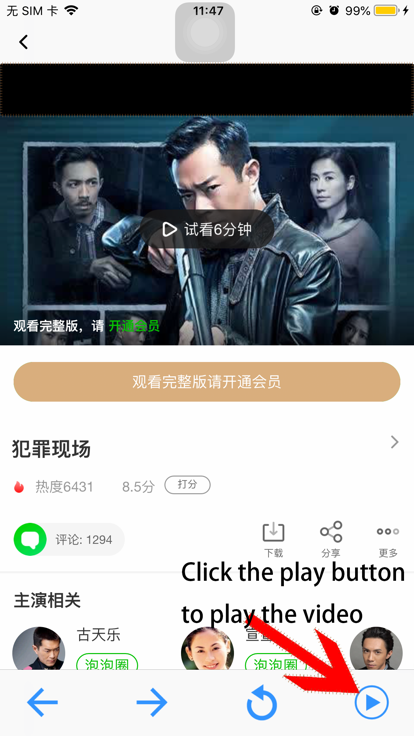 无 SIM 卡
11:47
99%
试看6分钟
观看完整版，请 开通会员
观看完整版请开通会员
犯罪现场
热度6431
8.5分
打分
评论: 1294
下载
分享
更多
Click the play button
to play the video
主演相关
古天乐
宣萱
泡泡圈
泡泡圈